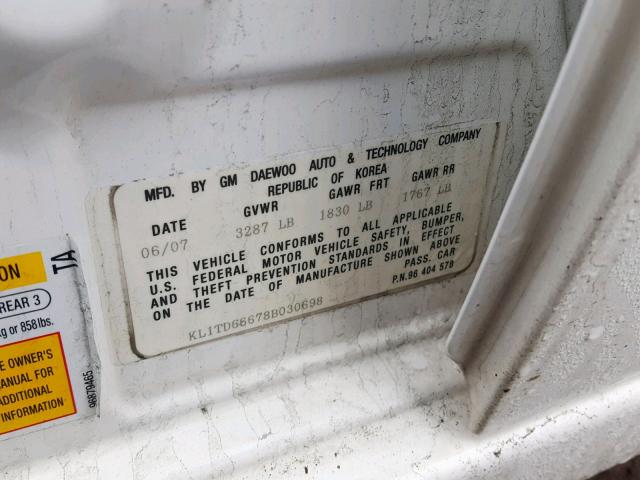 MFD. BY GM DAEWOO AUTO & TECHNOLOGY COMPANY
REPUBLIC OF KOREA
DATE GVWR GAWR FRT GAWR RR
06/07 3287 LB 1830 LB 1767 LB
THIS VEHICLE CONFORMS TO ALL APPLICABLE
U.S. FEDERAL MOTOR VEHICLE SAFETY, BUMPER,
AND THEFT PREVENTION STANDARDS IN EFFECT
ON THE DATE OF MANUFACTURE SHOWN ABOVE
PASS. CAR
P.N.96 404 578
KL1TD66678B030698
TA
ON
REAR 3
g or 858lbs.
E OWNER'S
MANUAL FOR
ADDITIONAL
INFORMATION
96879465